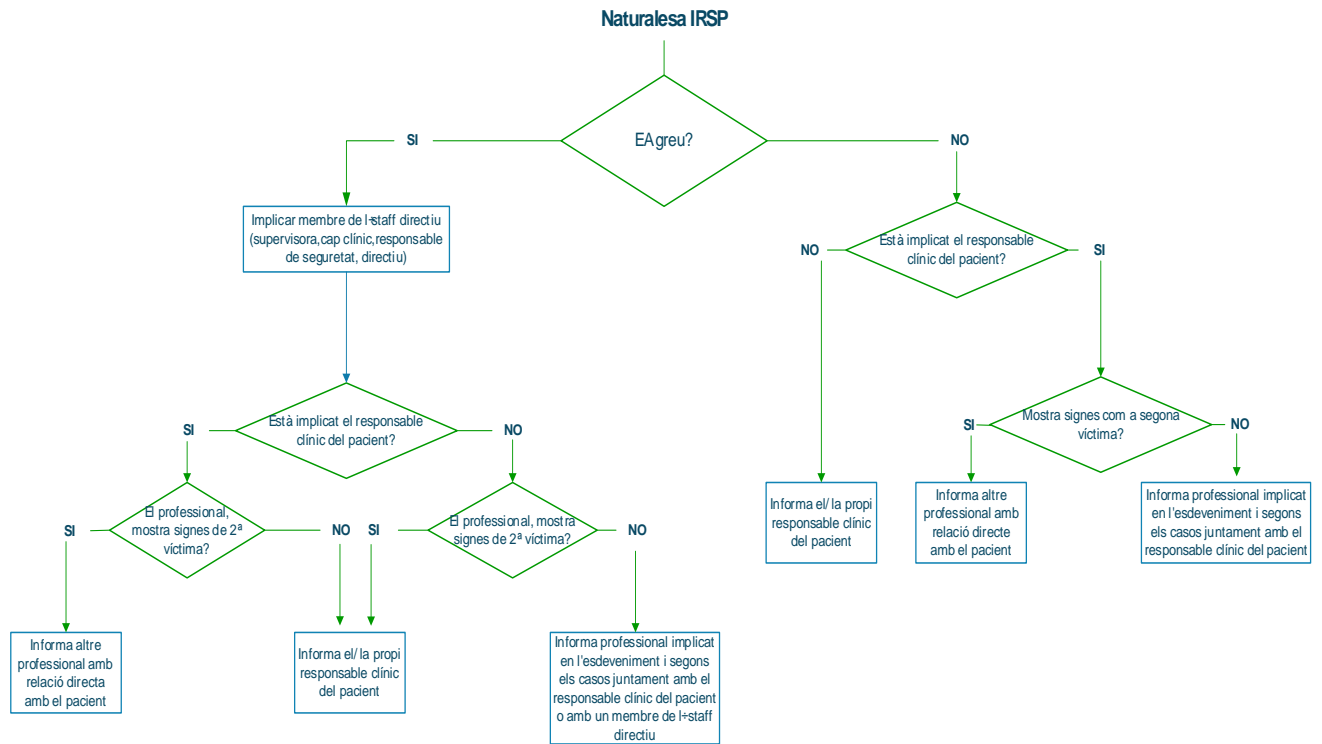 Naturalesa IRSP
EA greu?
SI
NO
Implicar membre de l÷staff directiu
(supervisora,cap clínic,responsable
de seguretat, directiu)
Està implicat el responsable
clínic del pacient?
NO
SI
Està implicat el responsable
clínic del pacient?
SI
NO
Mostra signes com a segona
víctima?
SI
NO
El professional,
mostra signes de 2ª
víctima?
SI
NO
El professional, mostra
signes de 2ª víctima?
SI
NO
Informa el/ la propi
responsable clínic
del pacient
Informa altre
professional amb
relació directe
amb el pacient
Informa professional implicat
en l'esdeveniment i segons
els casos juntament amb el
responsable clínic del pacient
Informa altre
professional amb
relació directa
amb el pacient
Informa el/ la propi
responsable clínic
del pacient
Informa professional implicat
en l'esdeveniment i segons
els casos juntament amb el
responsable clínic del pacient
o amb un membre de l÷staff
directiu